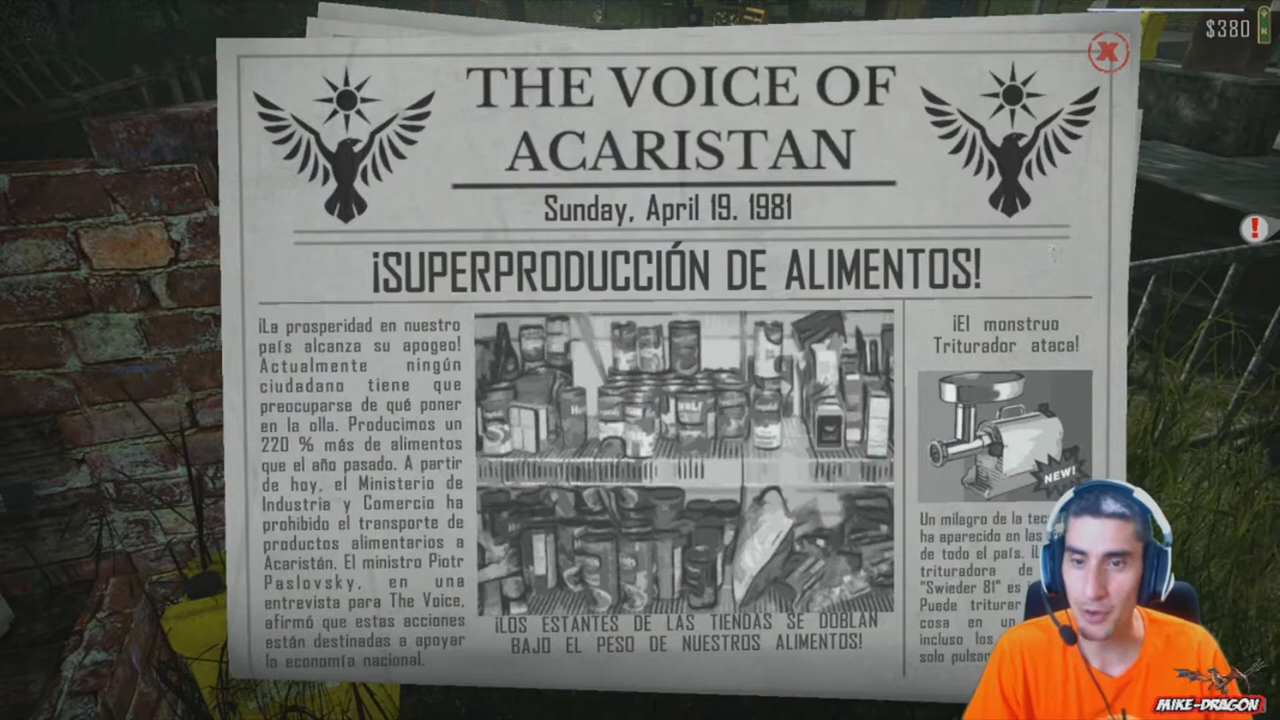 $380
THE VOICE OF
ACARISTAN
Sunday, April 19. 1981
¡SUPERPRODUCCIÓN DE ALIMENTOS!
¡La prosperidad en nuestro
país alcanza su apogeo!
Actualmente ningún
ciudadano tiene que
preocuparse de qué poner
en la olla. Producimos un
220 % más de alimentos
que el año pasado. A partir
de hoy, el Ministerio de
Industria y Comercio ha
prohibido el transporte de
productos alimentarios a
Acaristán. El ministro Piotr
Paslovsky, en una
entrevista para The Voice,
afirmó que estas acciones
están destinadas a apoyar
la economía nacional.
¡LOS ESTANTES DE LAS TIENDAS SE DOBLAN
BAJO EL PESO DE NUESTROS ALIMENTOS!
¡El monstruo
Triturador ataca!
NEW!
Un milagro de la
ha aparecido en las
de todo el país.
trituradora de
"Swieder 81" es
Puede triturar
cosa en un
incluso los
solo
MIKE-DRAGON